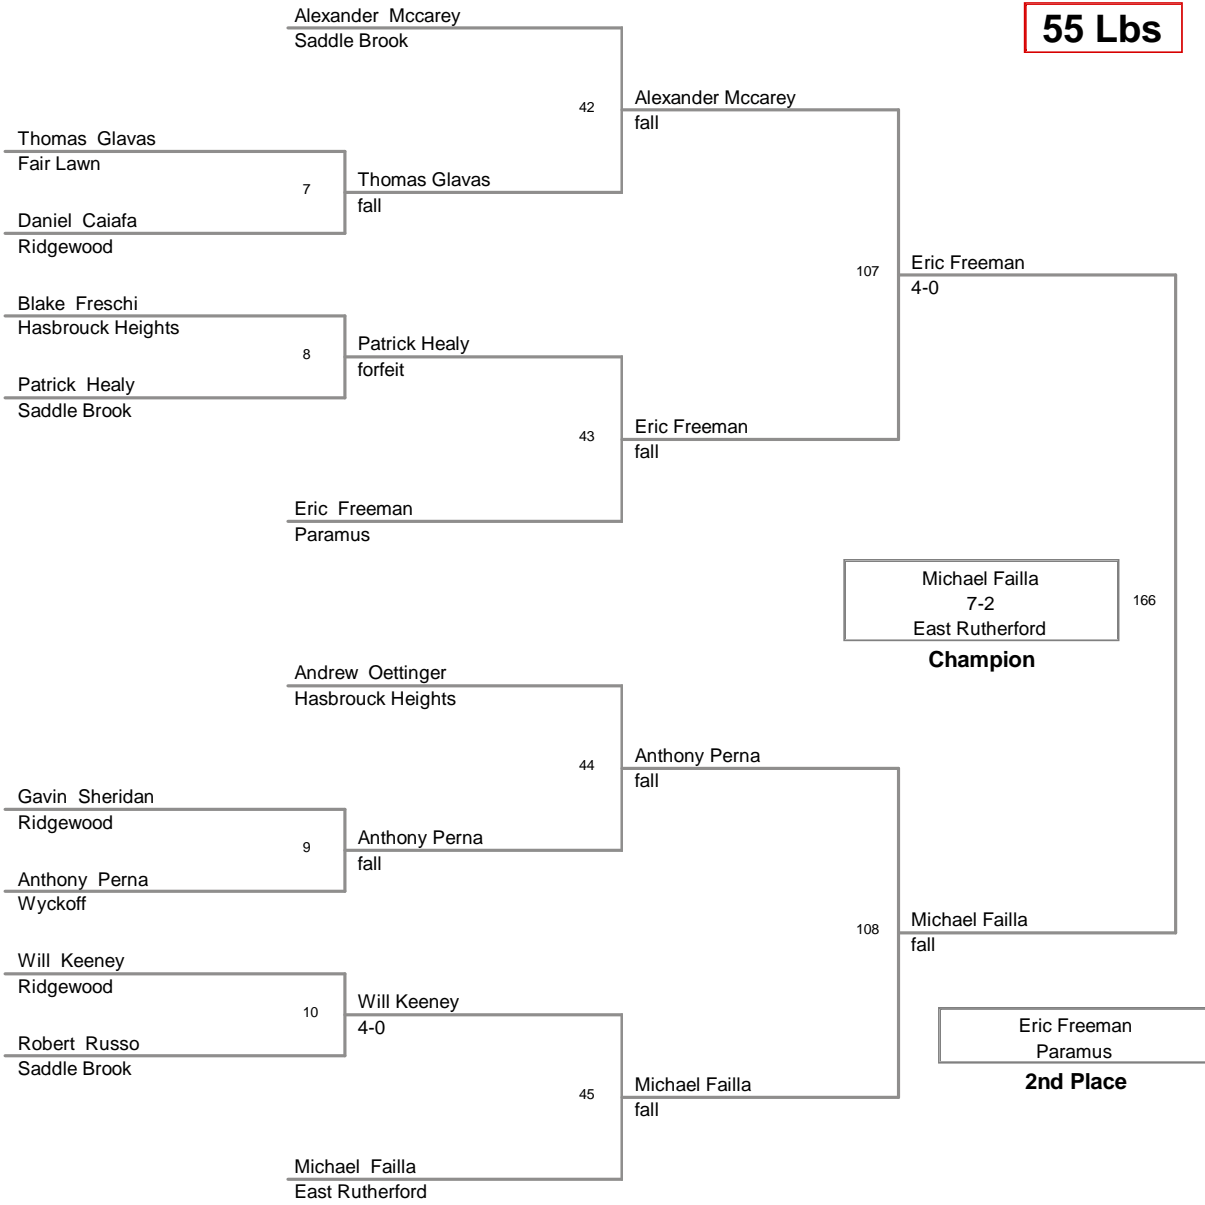 Alexander Mccarey
Saddle Brook
55 Lbs
42
Alexander Mccarey
fall
Thomas Glavas
Fair Lawn
7
Thomas Glavas
fall
Daniel Caiafa
Ridgewood
107
Eric Freeman
4-0
Blake Freschi
Hasbrouck Heights
8
Patrick Healy
forfeit
Patrick Healy
Saddle Brook
43
Eric Freeman
fall
Eric Freeman
Paramus
Michael Failla
7-2
East Rutherford
166
Champion
Andrew Oettinger
Hasbrouck Heights
44
Anthony Perna
fall
Gavin Sheridan
Ridgewood
9
Anthony Perna
fall
Anthony Perna
Wyckoff
108
Michael Failla
fall
Will Keeney
Ridgewood
10
Will Keeney
4-0
Robert Russo
Saddle Brook
Eric Freeman
Paramus
2nd Place
45
Michael Failla
fall
Michael Failla
East Rutherford